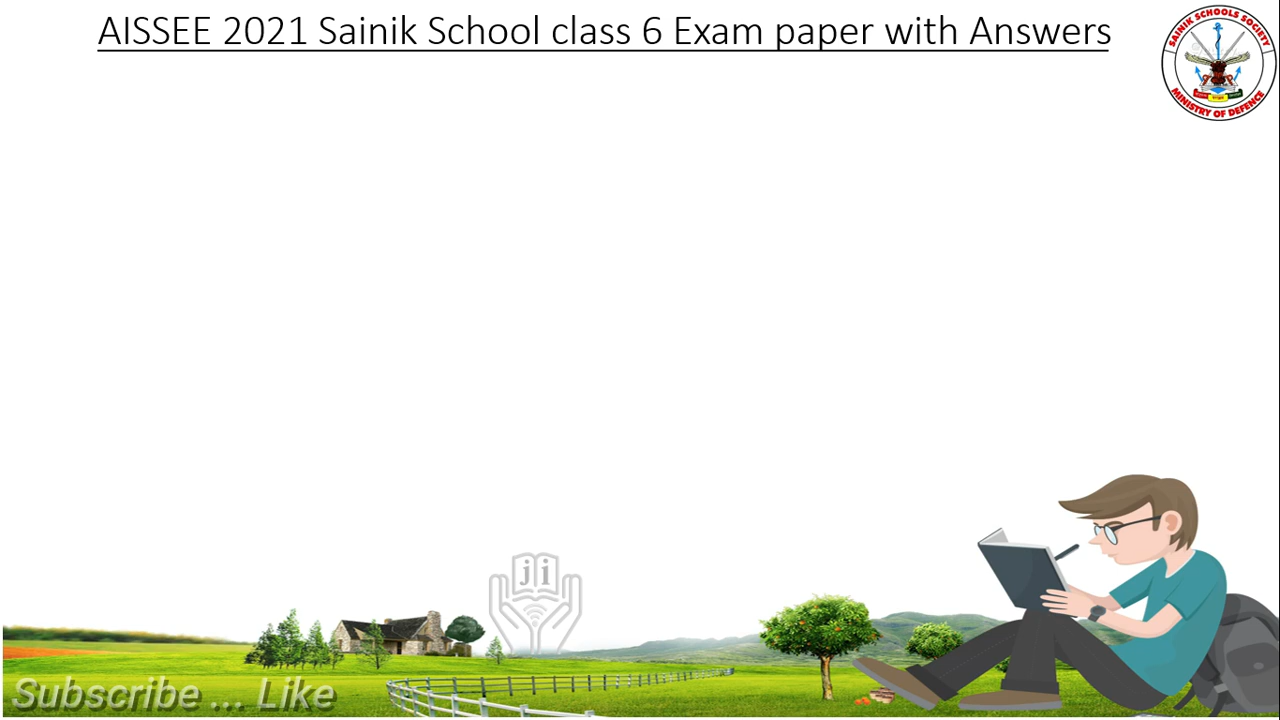 AISSEE 2021 Sainik School class 6 Exam paper with Answers
SAINIK SCHOOLS SOCIETY
MINISTRY OF DEFENCE
ji
Subscribe ... Like